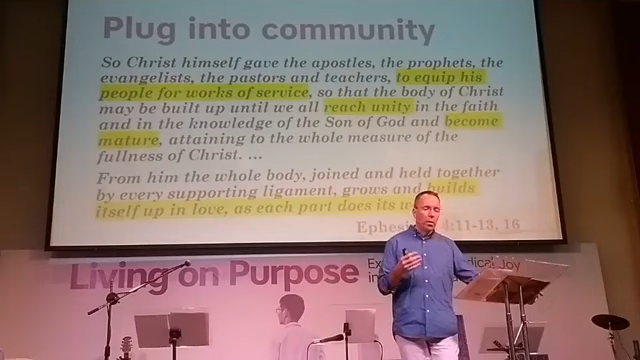 Plug into community
So Christ himself gave the apostles, the prophets, the
evangelists, the pastors and teachers, to equip his
people for works of service, so that the body of Christ
may be built up until we all reach unity in the faith
and in the knowledge of the Son of God and become
mature, attaining to the whole measure of the
fullness of Christ. ...
From him the whole body, joined and held together
by every supporting ligament, grows and builds
itself up in love, as each part does its
:11-13, 16
Living on Purpose
Joy
in